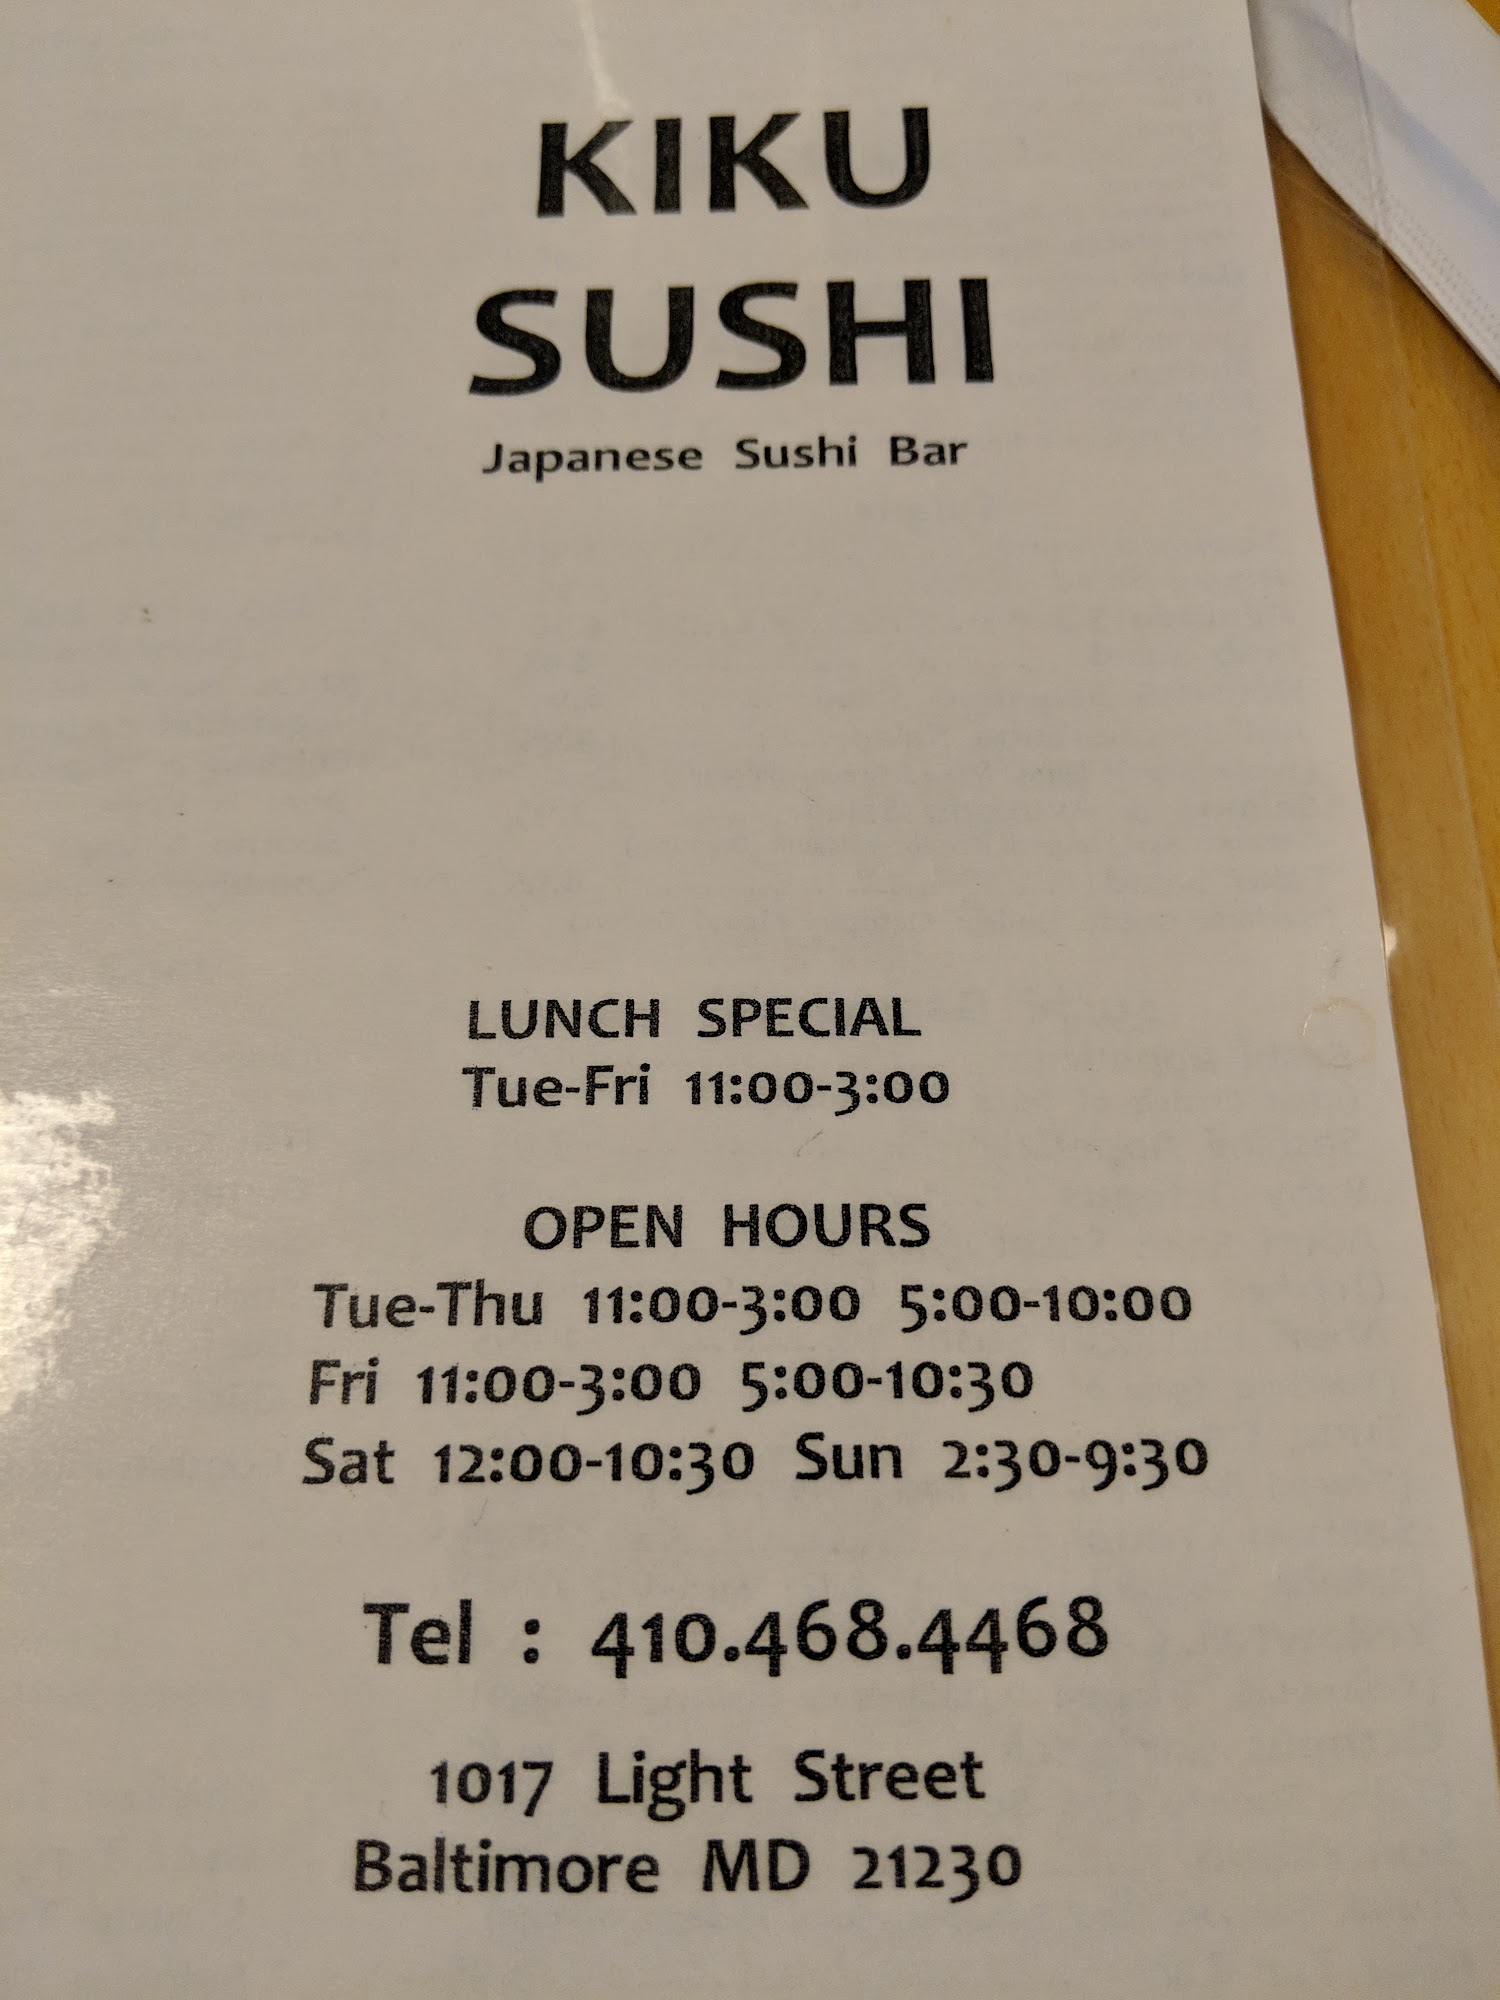 KIKU
SUSHI
Japanese Sushi Bar
LUNCH SPECIAL
Tue-Fri 11:00-3:00
OPEN HOURS
Tue-Thu 11:00-3:00 5:00-10:00
Fri 11:00-3:00 5:00-10:30
Sat 12:00-10:30 Sun 2:30-9:30
Tel : 410.468.4468
1017 Light Street
Baltimore MD 21230